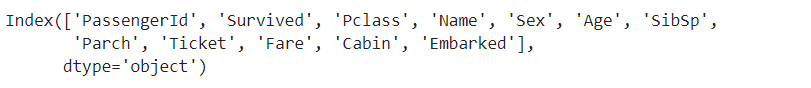 Index(['PassengerId', 'Survived', 'Pclass', 'Name', 'Sex', 'Age', 'SibSp',
       'Parch', 'Ticket', 'Fare', 'Cabin', 'Embarked'],
      dtype='object')